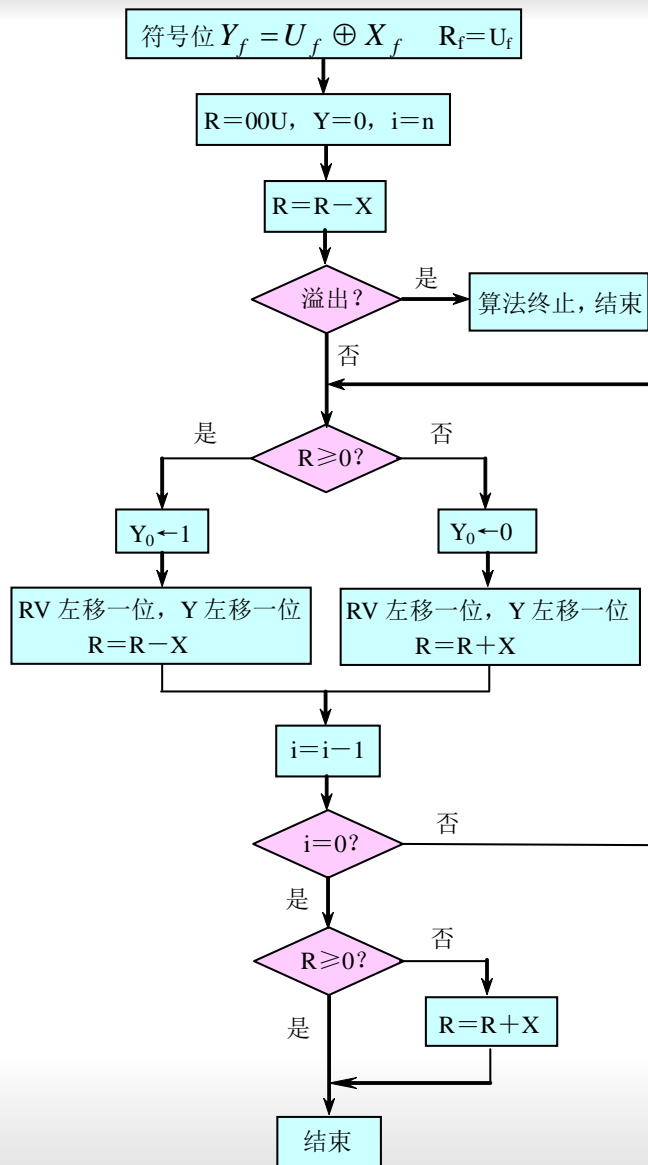 符号位 Y_f = U_f ⊕ X_f R_f＝U_f
R＝00U，Y＝0，i＝n
R＝R－X
溢出？
是
算法终止，结束
否
R≥0？
是
否
Y₀←1
Y₀←0
RV 左移一位，Y 左移一位
R＝R－X
RV 左移一位，Y 左移一位
R＝R＋X
i＝i－1
i＝0？
否
是
R≥0？
否
是
R＝R＋X
结束